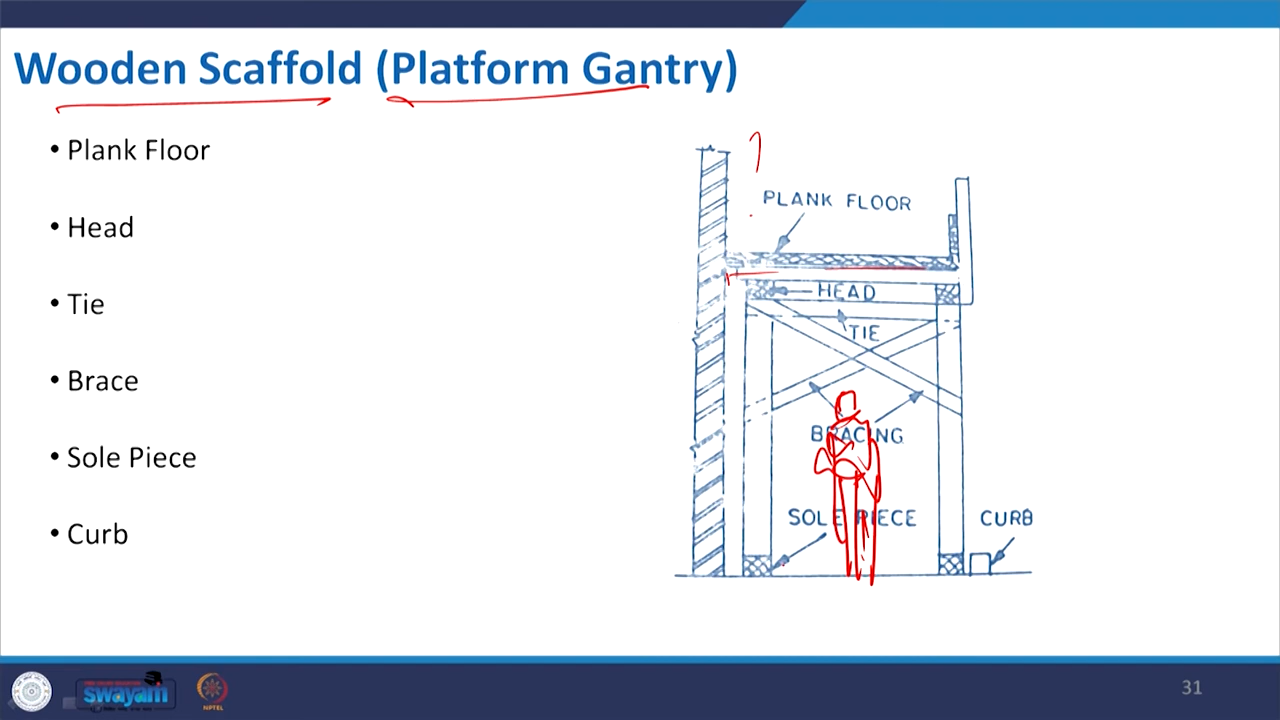 Wooden Scaffold (Platform Gantry)
• Plank Floor
• Head
• Tie
• Brace
• Sole Piece
• Curb
PLANK FLOOR
HEAD
TIE
BRACING
SOLE PIECE
CURB
swayam
NPTEL
31